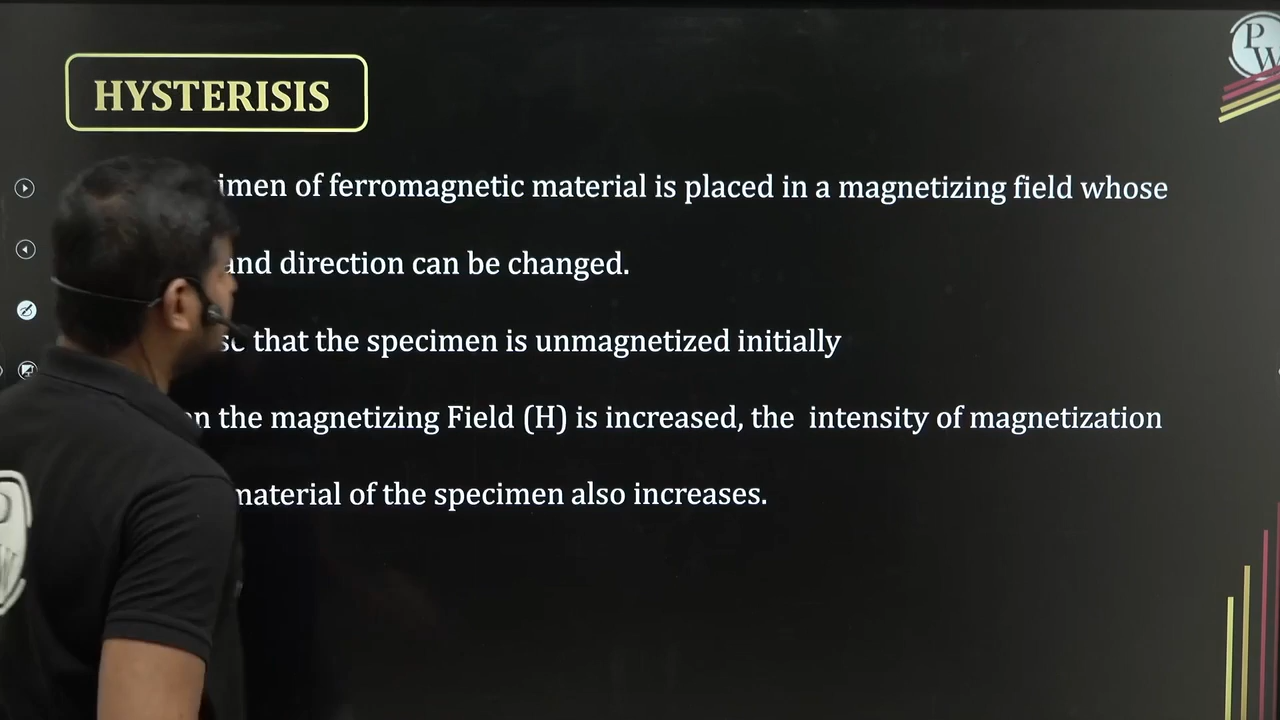 HYSTERISIS
PW
imen of ferromagnetic material is placed in a magnetizing field whose
and direction can be changed.
that the specimen is unmagnetized initially
the magnetizing Field (H) is increased, the intensity of magnetization
material of the specimen also increases.